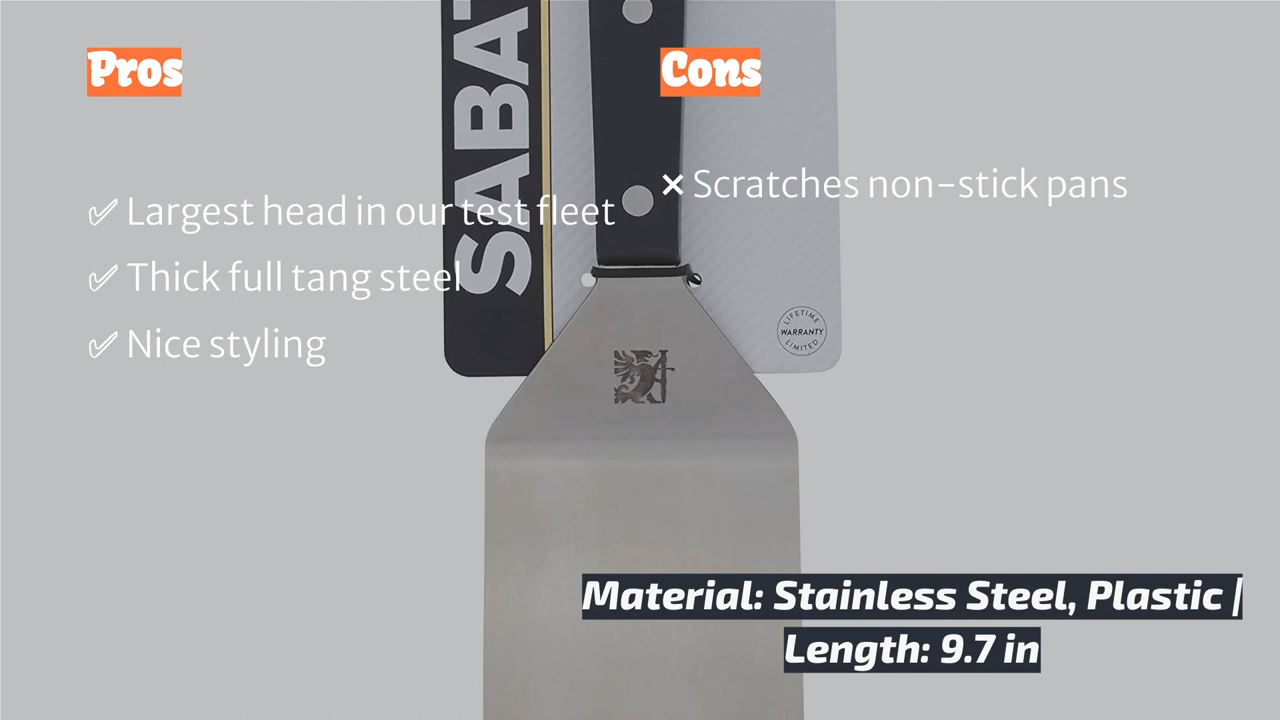 Pros
✅ Largest head in our test fleet
✅ Thick full tang steel
✅ Nice styling
Cons
❌ Scratches non-stick pans
SABAT
LIFETIME
WARRANTY
LIMITED
Material: Stainless Steel, Plastic |
Length: 9.7 in